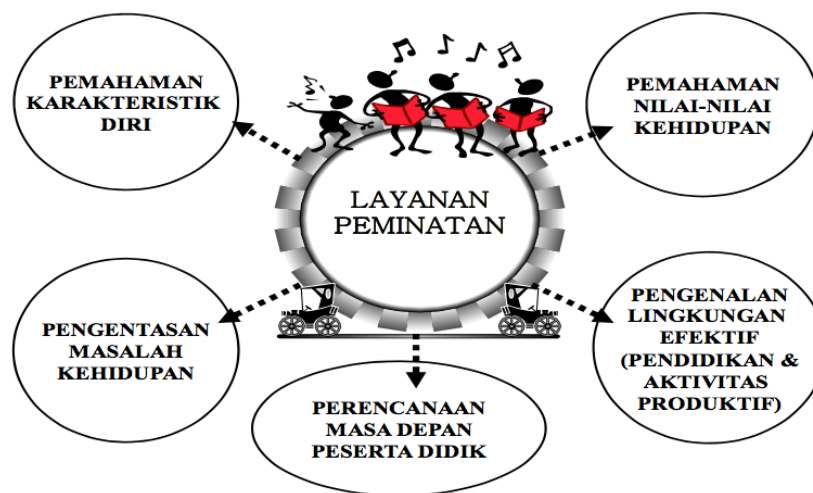 PEMAHAMAN
KARAKTERISTIK
DIRI
PEMAHAMAN
NILAI-NILAI
KEHIDUPAN
LAYANAN
PEMINATAN
PENGENTASAN
MASALAH
KEHIDUPAN
PENGENALAN
LINGKUNGAN
EFEKTIF
(PENDIDIKAN &
AKTIVITAS
PRODUKTIF)
PERENCANAAN
MASA DEPAN
PESERTA DIDIK